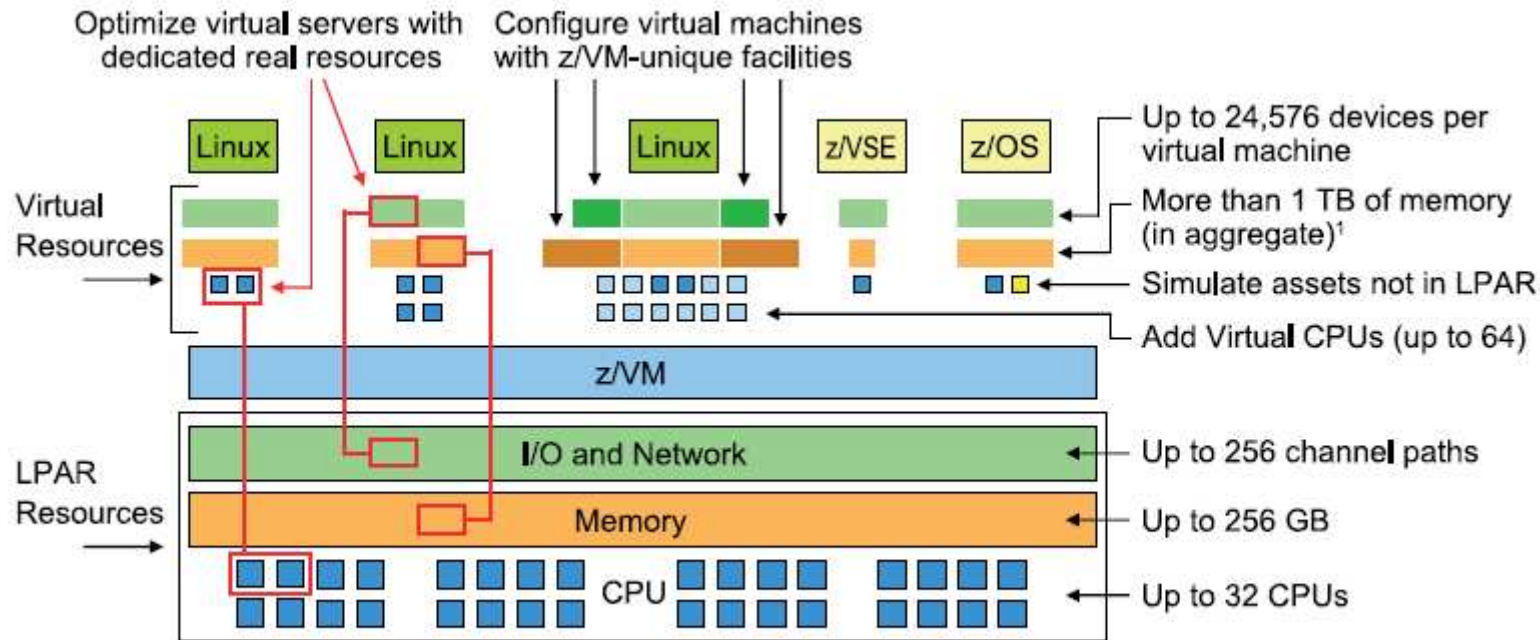 Optimize virtual servers with
dedicated real resources
Configure virtual machines
with z/VM-unique facilities
Linux
Linux
Linux
z/VSE
z/OS
Up to 24,576 devices per
virtual machine
Virtual
Resources
More than 1 TB of memory
(in aggregate)¹
Simulate assets not in LPAR
Add Virtual CPUs (up to 64)
z/VM
LPAR
Resources
I/O and Network
Up to 256 channel paths
Memory
Up to 256 GB
CPU
Up to 32 CPUs